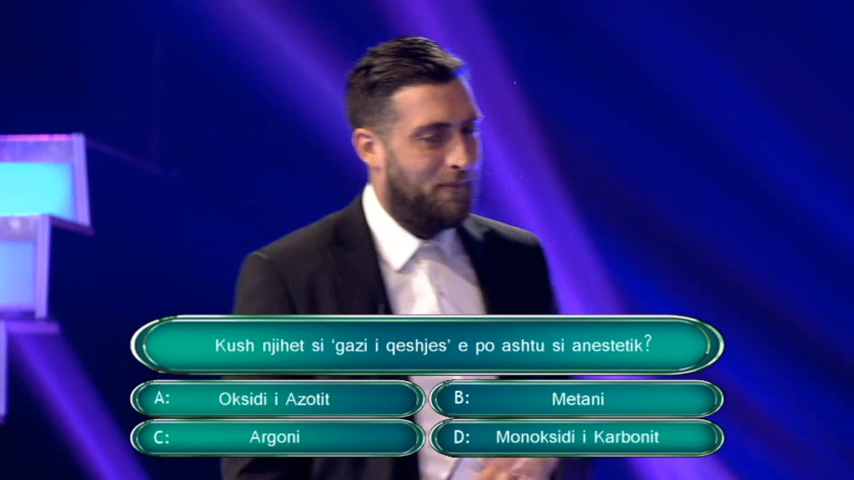 Kush njihet si 'gazi i qeshjes' e po ashtu si anestetik?
A: Oksidi i Azotit
B: Metani
C: Argoni
D: Monoksidi i Karbonit